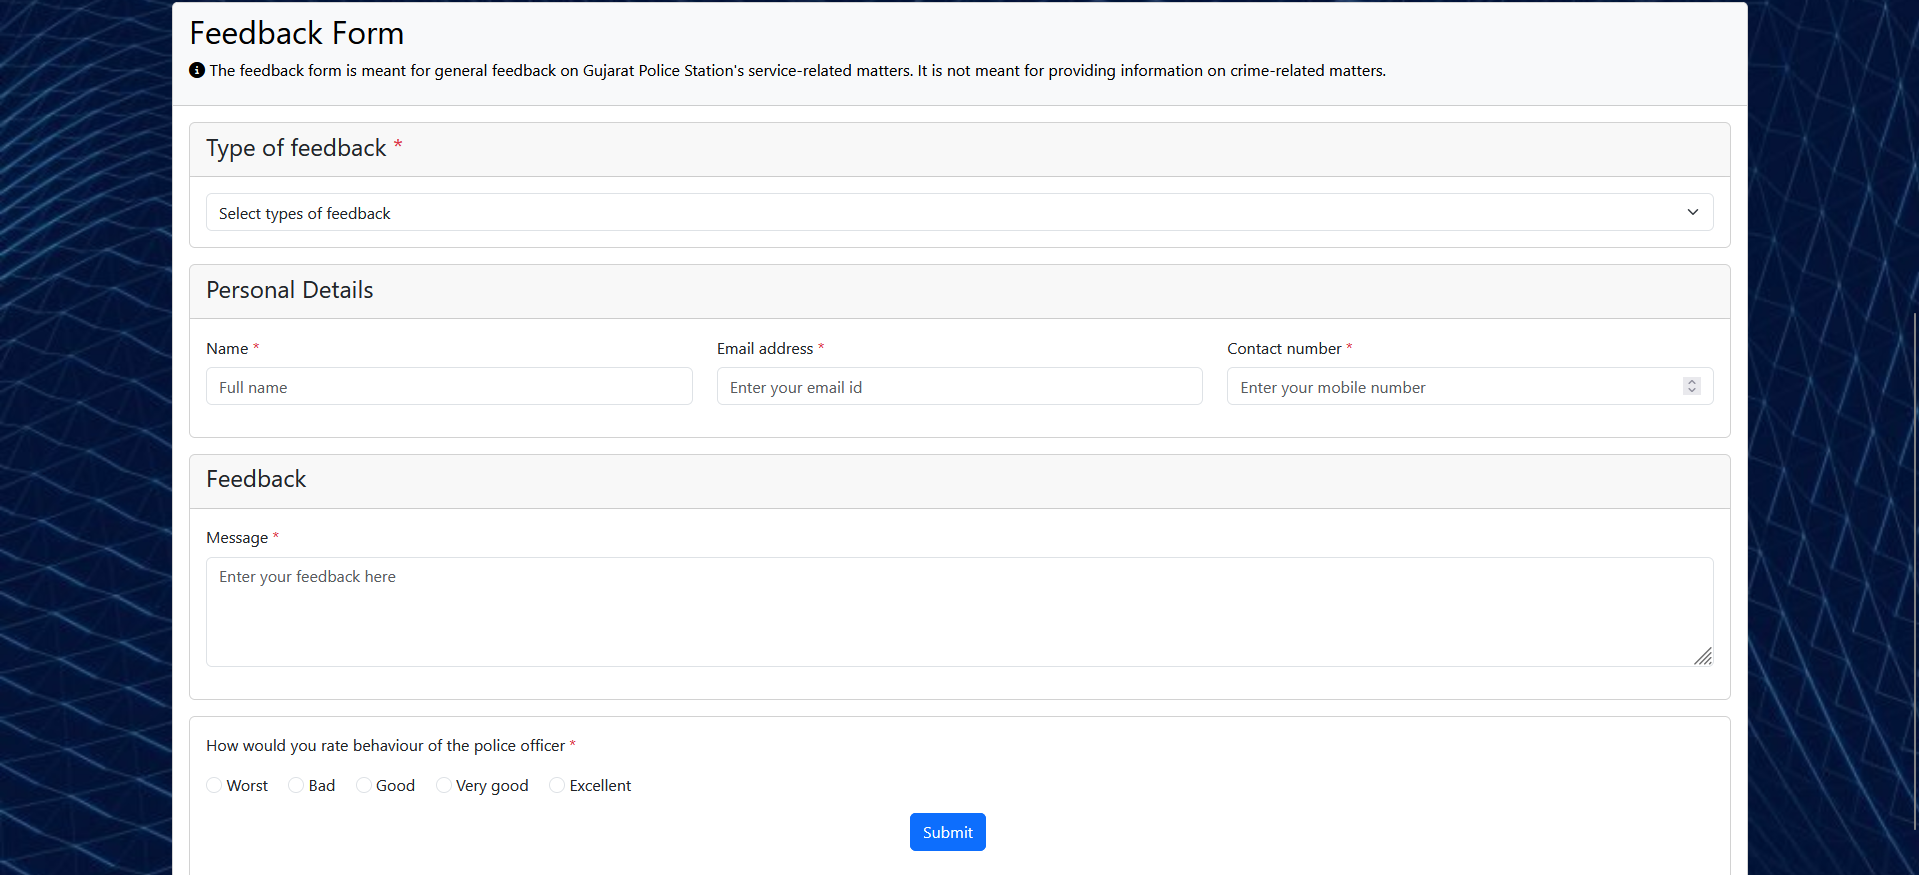 Feedback Form
The feedback form is meant for general feedback on Gujarat Police Station's service-related matters. It is not meant for providing information on crime-related matters.
Type of feedback *
Select types of feedback
Personal Details
Name * Email address * Contact number *
Full name Enter your email id Enter your mobile number
Feedback
Message *
Enter your feedback here
How would you rate behaviour of the police officer *
Worst Bad Good Very good Excellent
Submit